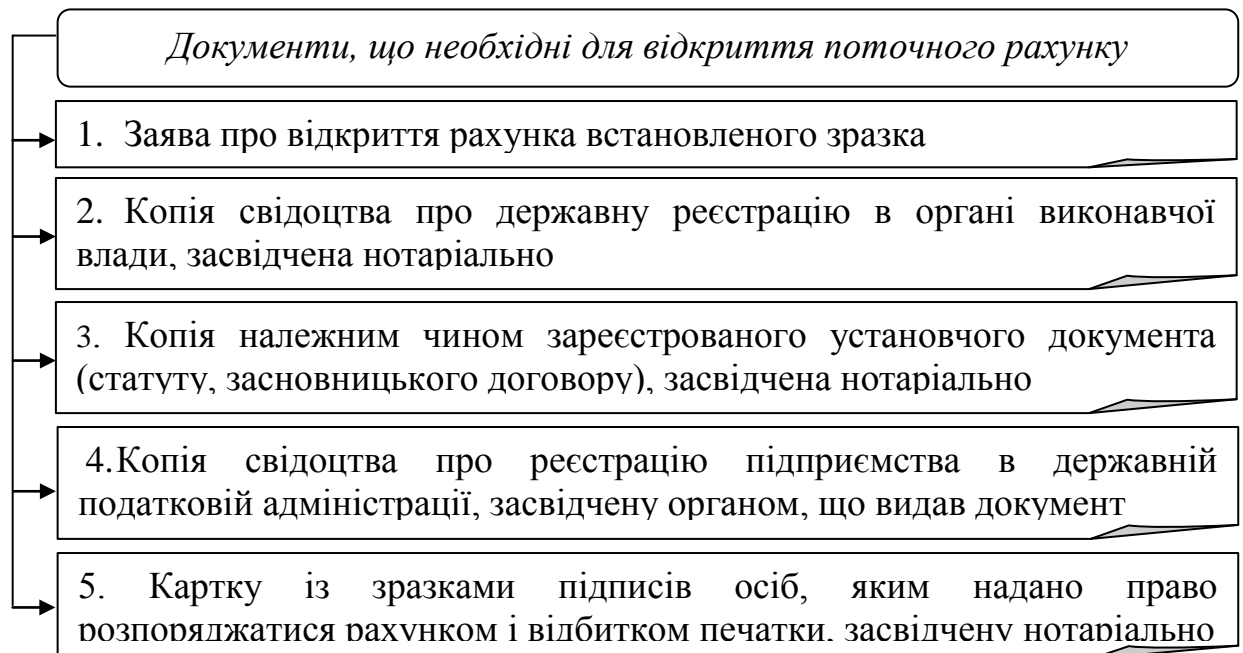 Документи, що необхідні для відкриття поточного рахунку
1. Заява про відкриття рахунка встановленого зразка
2. Копія свідоцтва про державну реєстрацію в органі виконавчої
влади, засвідчена нотаріально
3. Копія належним чином зареєстрованого установчого документа
(статуту, засновницького договору), засвідчена нотаріально
4.Копія свідоцтва про реєстрацію підприємства в державній
податковій адміністрації, засвідчену органом, що видав документ
5. Картку із зразками підписів осіб, яким надано право
розпоряджатися рахунком і відбитком печатки, засвідчену нотаріально